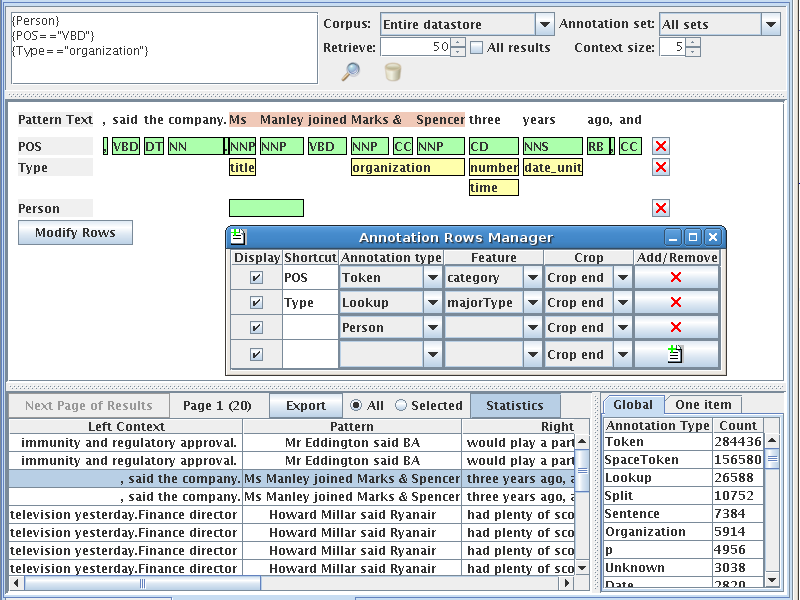 {Person}
{POS=="VBD"}
{Type=="organization"}
Corpus: Entire datastore Annotation set: All sets
Retrieve: 50 All results Context size: 5
Pattern Text , said the company. Ms Manley joined Marks & Spencer three years ago, and
POS , VBD DT NN . NNP NNP VBD NNP CC NNP CD NNS RB , CC
Type title organization number date_unit
time
Person
Modify Rows
Annotation Rows Manager
Display Shortcut Annotation type Feature Crop Add/Remove
POS Token category Crop end
Type Lookup majorType Crop end
Person Crop end
Crop end
Next Page of Results Page 1 (20) Export All Selected Statistics
Left Context Pattern Right
immunity and regulatory approval. Mr Eddington said BA would play a part
immunity and regulatory approval. Mr Eddington said BA would play a part
, said the company. Ms Manley joined Marks & Spencer three years ago, a
, said the company. Ms Manley joined Marks & Spencer three years ago, a
television yesterday.Finance director Howard Millar said Ryanair had plenty of sco
television yesterday.Finance director Howard Millar said Ryanair had plenty of sco
television yesterday.Finance director Howard Millar said Ryanair had plenty of sco
television yesterday.Finance director Howard Millar said Ryanair had plenty of sco
Global One item
Annotation Type Count
Token 284436
SpaceToken 156580
Lookup 26588
Split 10752
Sentence 7384
Organization 5914
p 4956
Unknown 3038
Date 2820